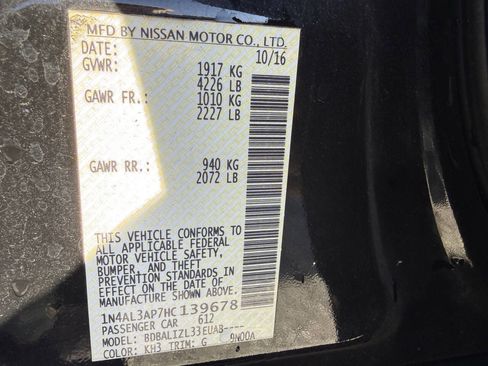 MFD BY NISSAN MOTOR CO., LTD.
DATE: 10/16
GVWR: 1917 KG
4226 LB
GAWR FR.: 1010 KG
2227 LB
GAWR RR.: 940 KG
2072 LB
THIS VEHICLE CONFORMS TO
ALL APPLICABLE FEDERAL
MOTOR VEHICLE SAFETY,
BUMPER, AND THEFT
PREVENTION STANDARDS IN
EFFECT ON THE DATE OF
MANUFACTURE SHOWN ABOVE.
1N4AL3AP7HC139678
PASSENGER CAR 612
MODEL: BDBALIZL33EUAB----
COLOR: KH3 TRIM: G 9N00A